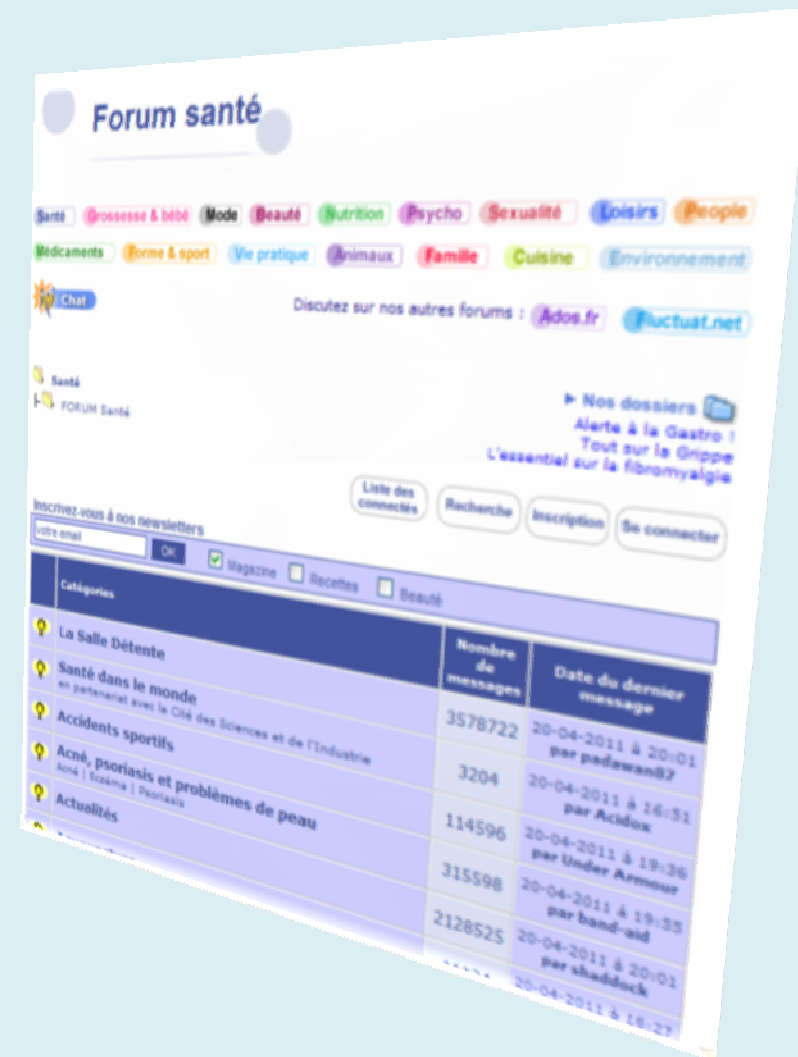 Forum santé
Santé Grossesse & bébé Mode Beauté Nutrition Psycho Sexualité Loisirs People
Médicaments Forme & sport Vie pratique Animaux Famille Cuisine Environnement
Chat
Discutez sur nos autres forums : Ados.fr Fluctuat.net
Santé
FORUM Santé
Nos dossiers
Alerte à la Gastro !
Tout sur la Grippe
L'essentiel sur la fibromyalgie
Liste des connectés Recherche Inscription Se connecter
Inscrivez-vous à nos newsletters
votre email OK Magazine Recettes Beauté
Catégories Nombre de messages Date du dernier message
La Salle Détente 3578722 20-04-2011 à 20:01
par padawan87
Santé dans le monde 3204 20-04-2011 à 16:51
en partenariat avec le Cité des Sciences et de l'Industrie par Acidox
Accidents sportifs 114596 20-04-2011 à 19:36
par Under Armour
Acné, psoriasis et problèmes de peau 315598 20-04-2011 à 19:55
Acné | Eczéma | Psoriasis par band-aid
Actualités 2128525 20-04-2011 à 20:01
par shaddock
20-04-2011 à 18:27